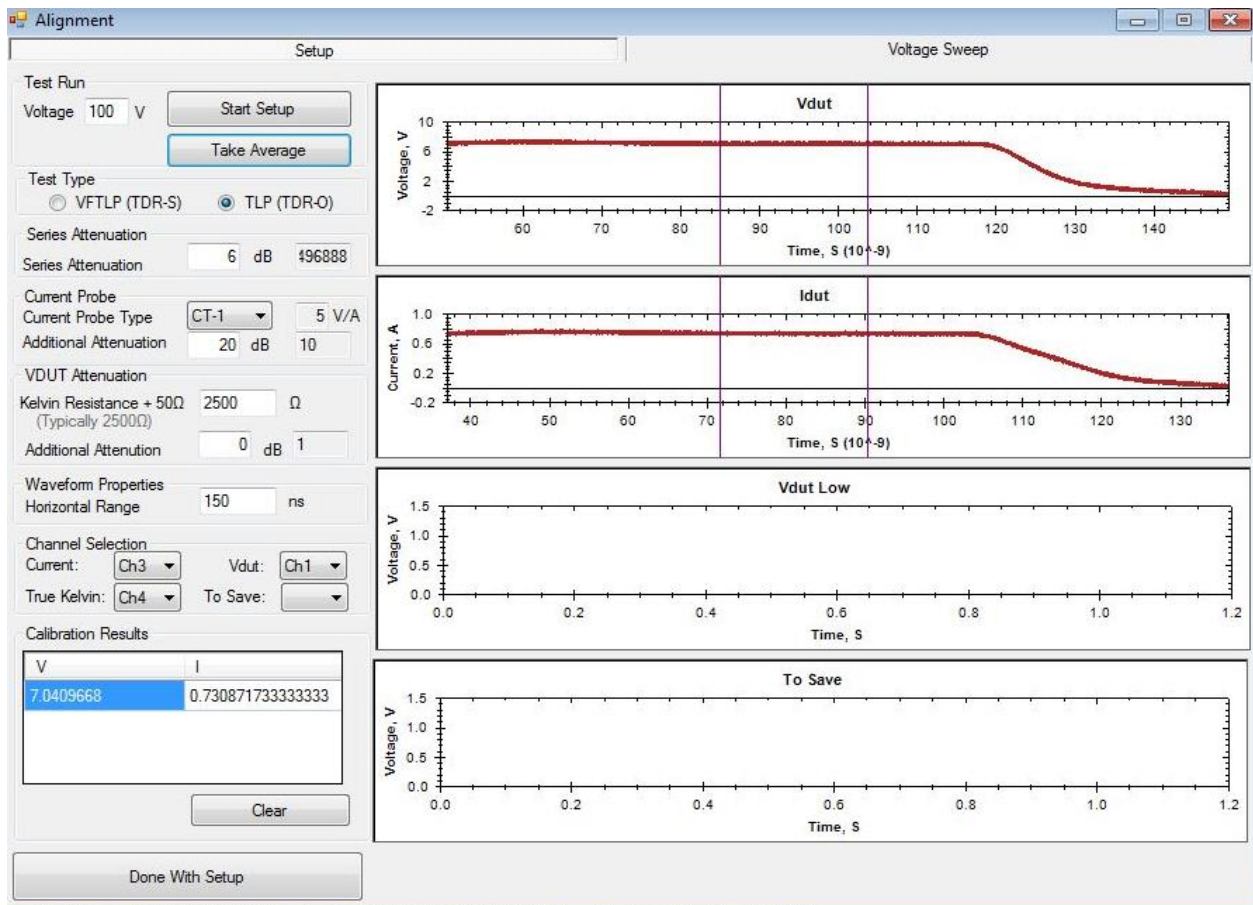 Alignment
Setup
Voltage Sweep
Test Run
Voltage 100 V Start Setup
Take Average
Test Type
VFTLP (TDR-S) TLP (TDR-O)
Series Attenuation
Series Attenuation 6 dB 496888
Current Probe
Current Probe Type CT-1 5 V/A
Additional Attenuation 20 dB 10
VDUT Attenuation
Kelvin Resistance + 50Ω 2500 Ω
(Typically 2500Ω)
Additional Attenution 0 dB 1
Waveform Properties
Horizontal Range 150 ns
Channel Selection
Current: Ch3 Vdut: Ch1
True Kelvin: Ch4 To Save:
Calibration Results
V I
7.0409668 0.730871733333333
Clear
Done With Setup
Vdut
Voltage, V
10
6
2
-2
60 70 80 90 100 110 120 130 140
Time, S (10^-9)
Idut
Current, A
1.0
0.6
0.2
-0.2
40 50 60 70 80 90 100 110 120 130
Time, S (10^-9)
Vdut Low
Voltage, V
1.5
1.0
0.5
0.0
0.0 0.2 0.4 0.6 0.8 1.0 1.2
Time, S
To Save
Voltage, V
1.5
1.0
0.5
0.0
0.0 0.2 0.4 0.6 0.8 1.0 1.2
Time, S